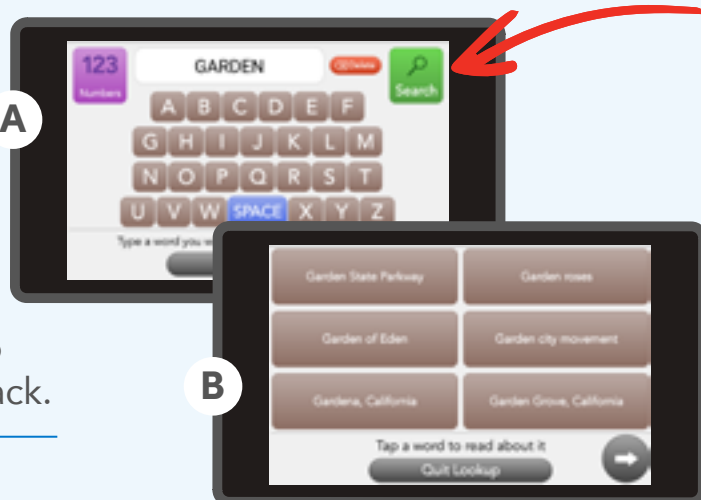 123
Numbers
GARDEN
Delete
Search
A
A B C D E F
G H I J K L M
N O P Q R S T
U V W SPACE X Y Z
Type a word you w
Garden State Parkway
Garden roses
Garden of Eden
Garden city movement
B
ack.
Gardena, California
Garden Grove, California
Tap a word to read about it
Quit Lookup